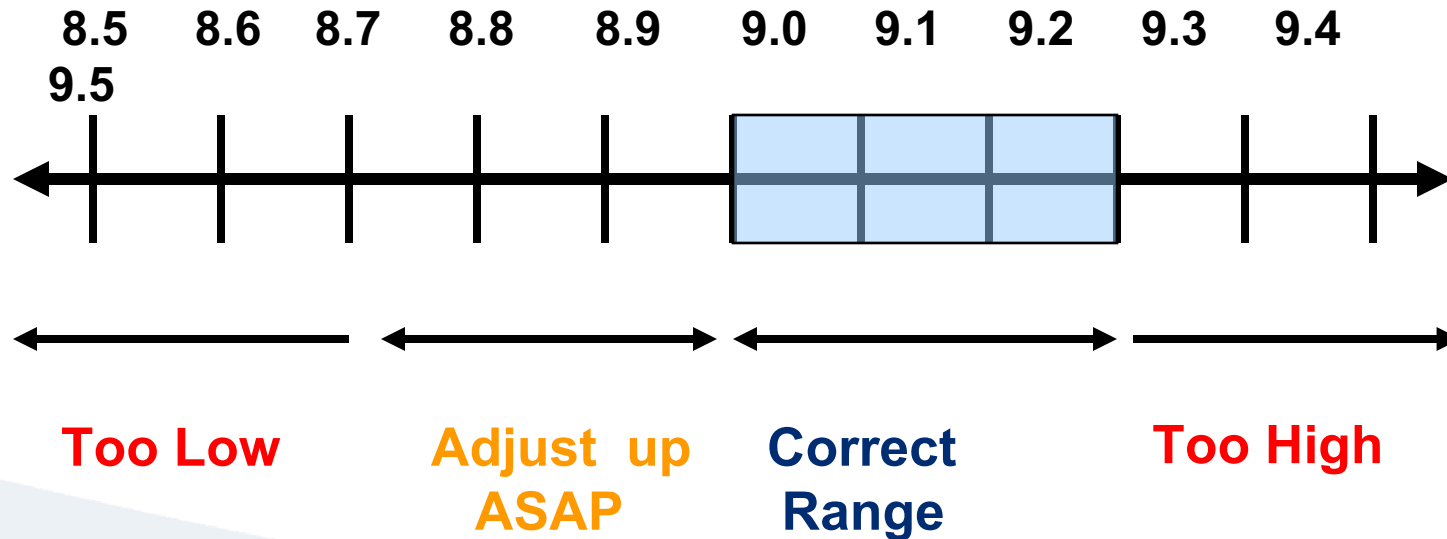 8.5 8.6 8.7 8.8 8.9 9.0 9.1 9.2 9.3 9.4
9.5
Too Low
Adjust up
ASAP
Correct
Range
Too High